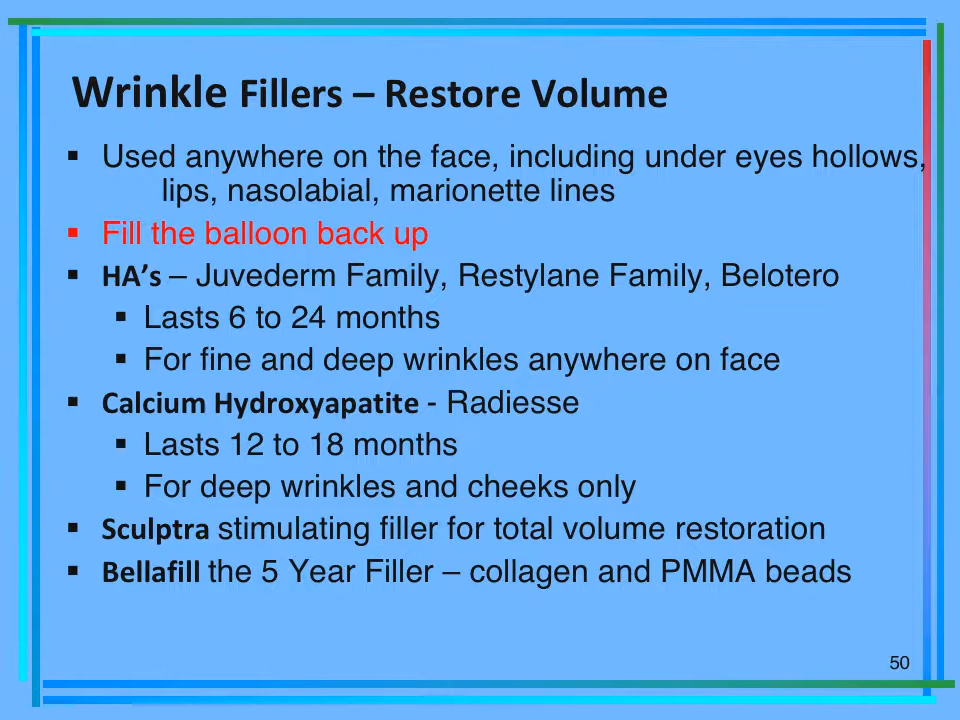 Wrinkle Fillers – Restore Volume
▪ Used anywhere on the face, including under eyes hollows,
lips, nasolabial, marionette lines
▪ Fill the balloon back up
▪ HA’s – Juvederm Family, Restylane Family, Belotero
▪ Lasts 6 to 24 months
▪ For fine and deep wrinkles anywhere on face
▪ Calcium Hydroxyapatite - Radiesse
▪ Lasts 12 to 18 months
▪ For deep wrinkles and cheeks only
▪ Sculptra stimulating filler for total volume restoration
▪ Bellafill the 5 Year Filler – collagen and PMMA beads
50